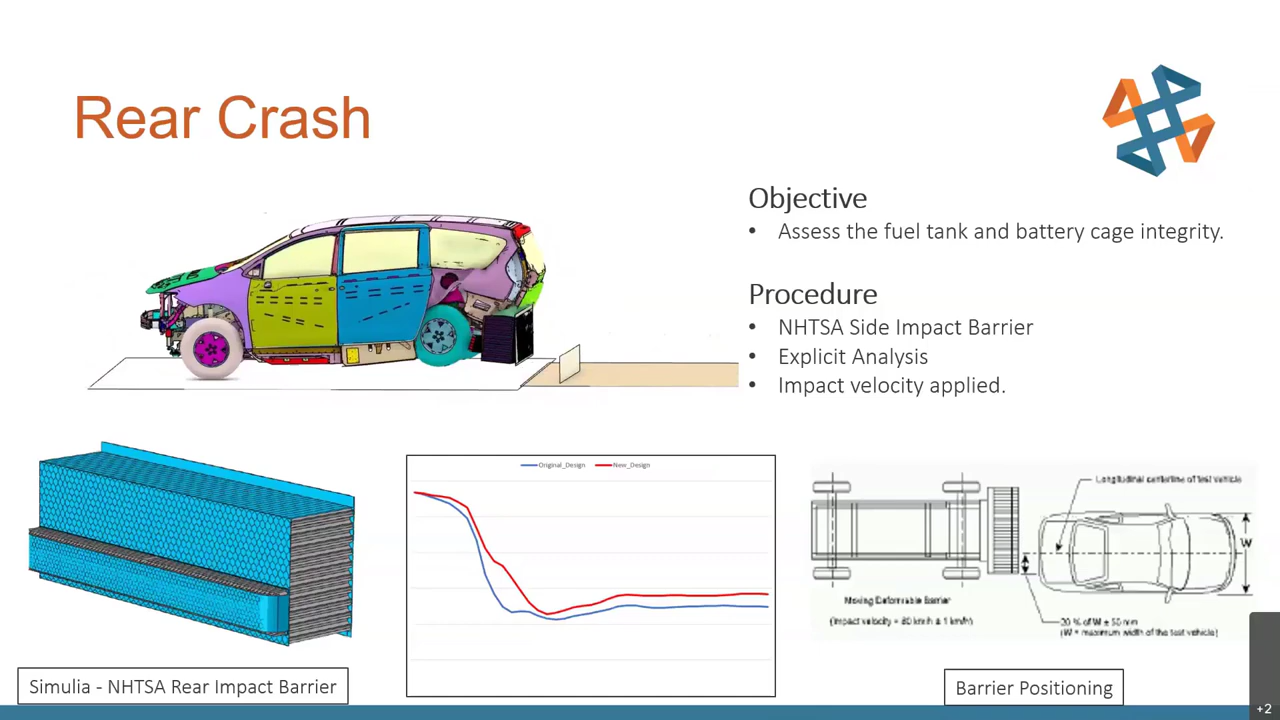 Rear Crash
Objective
• Assess the fuel tank and battery cage integrity.
Procedure
• NHTSA Side Impact Barrier
• Explicit Analysis
• Impact velocity applied.
Original_Design New_Design
Longitudinal centerline of test vehicle
W
Moving Deformable Barrier
(Impact velocity = 80 km/h ± 1 km/h)
20 % of W ± 50 mm
(W = maximum width of the test vehicle)
Simulia - NHTSA Rear Impact Barrier
Barrier Positioning
+2